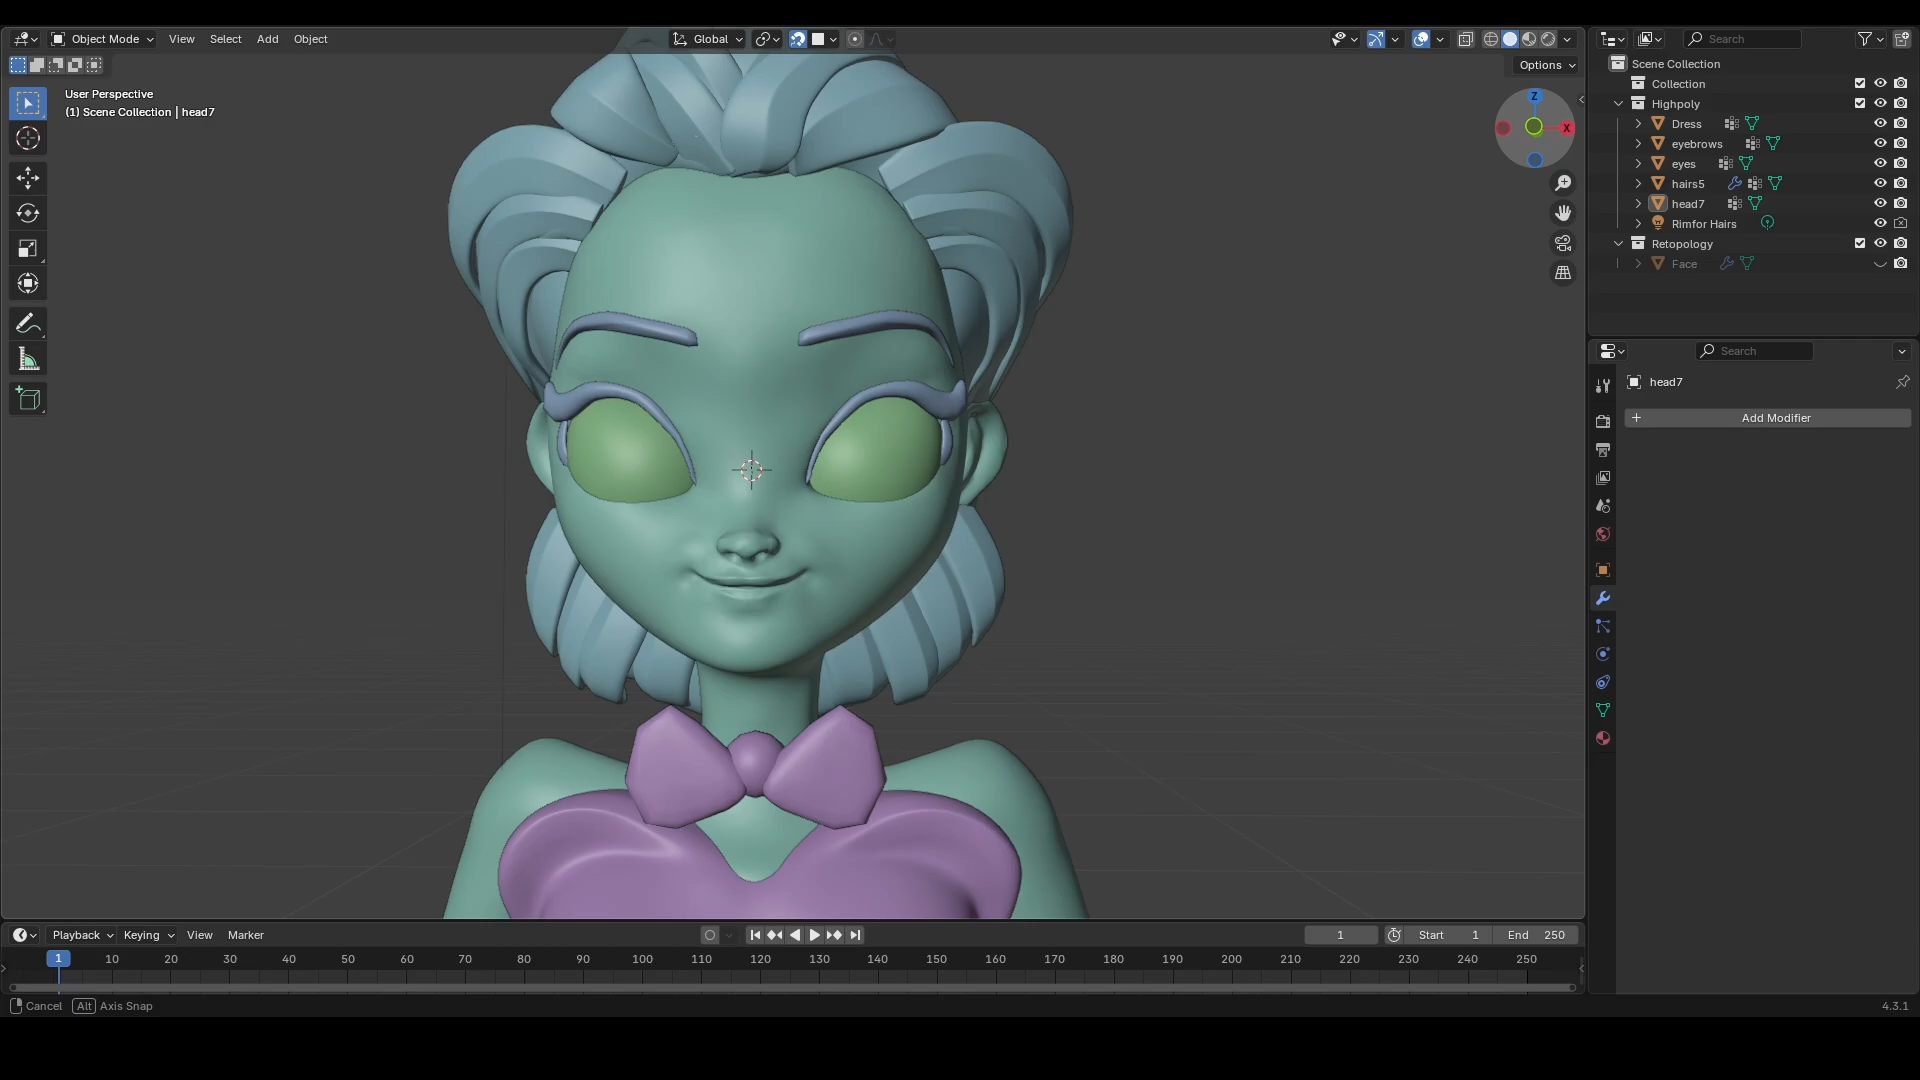 Object Mode View Select Add Object Global
Options
User Perspective
(1) Scene Collection | head7
Z
X
Search
Scene Collection
Collection
Highpoly
Dress
eyebrows
eyes
hairs5
head7
Rimfor Hairs
Retopology
Face
Search
head7
+ Add Modifier
Playback Keying View Marker 1 Start 1 End 250
1 10 20 30 40 50 60 70 80 90 100 110 120 130 140 150 160 170 180 190 200 210 220 230 240 250
Cancel Alt Axis Snap 4.3.1